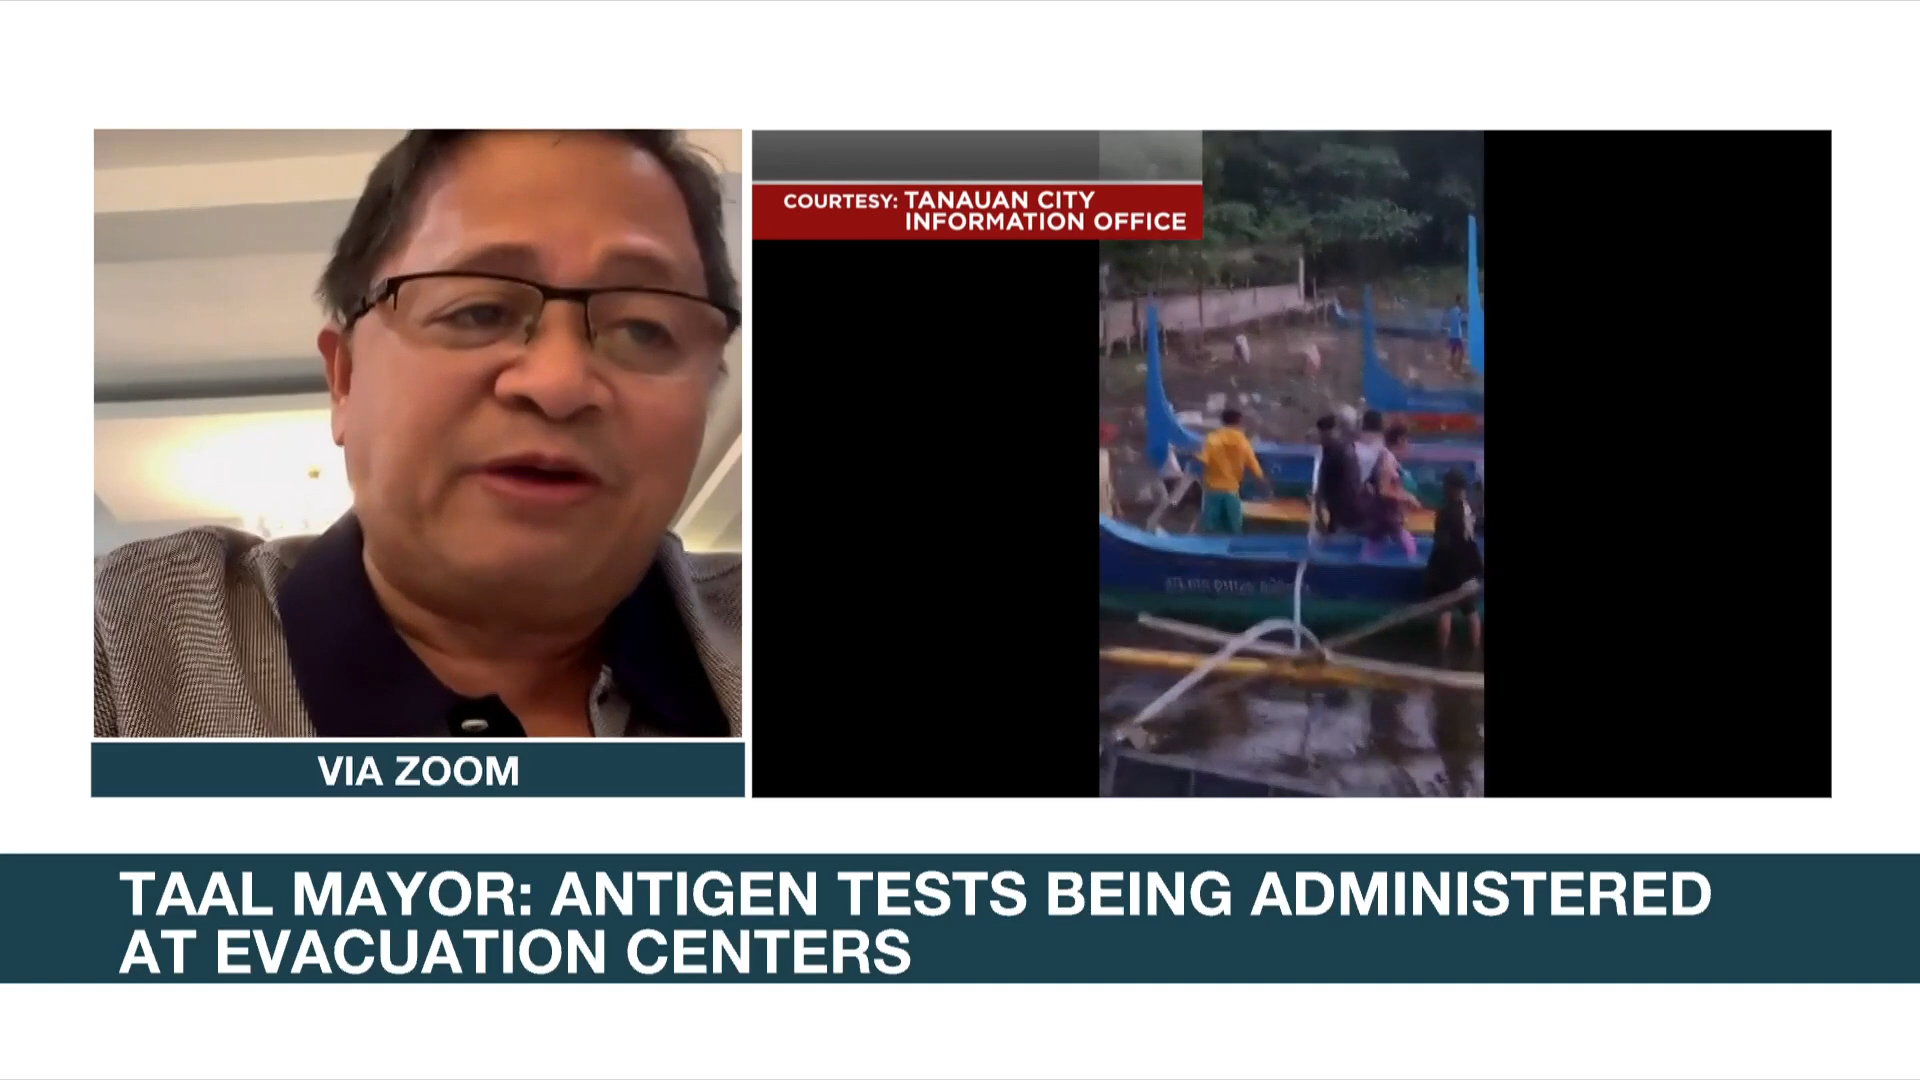 COURTESY: TANAUAN CITY
INFORMATION OFFICE
VIA ZOOM
TAAL MAYOR: ANTIGEN TESTS BEING ADMINISTERED
AT EVACUATION CENTERS